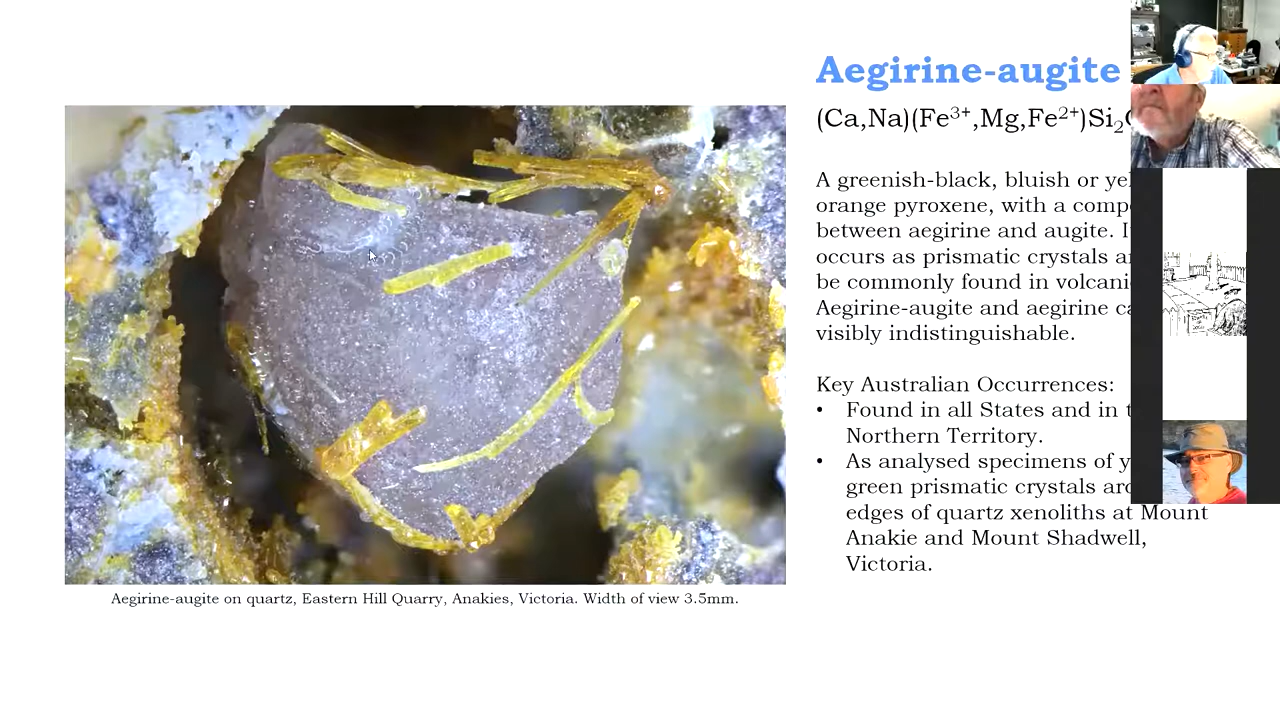 Aegirine-augite
(Ca,Na)(Fe³⁺,Mg,Fe²⁺)Si₂
A greenish-black, bluish or
orange pyroxene, with a
between aegirine and augite.
occurs as prismatic crystals
be commonly found in
Aegirine-augite and aegirine
visibly indistinguishable.
Key Australian Occurrences:
• Found in all States and in
Northern Territory.
• As analysed specimens of
green prismatic crystals
edges of quartz xenoliths at Mount
Anakie and Mount Shadwell,
Victoria.
Aegirine-augite on quartz, Eastern Hill Quarry, Anakies, Victoria. Width of view 3.5mm.